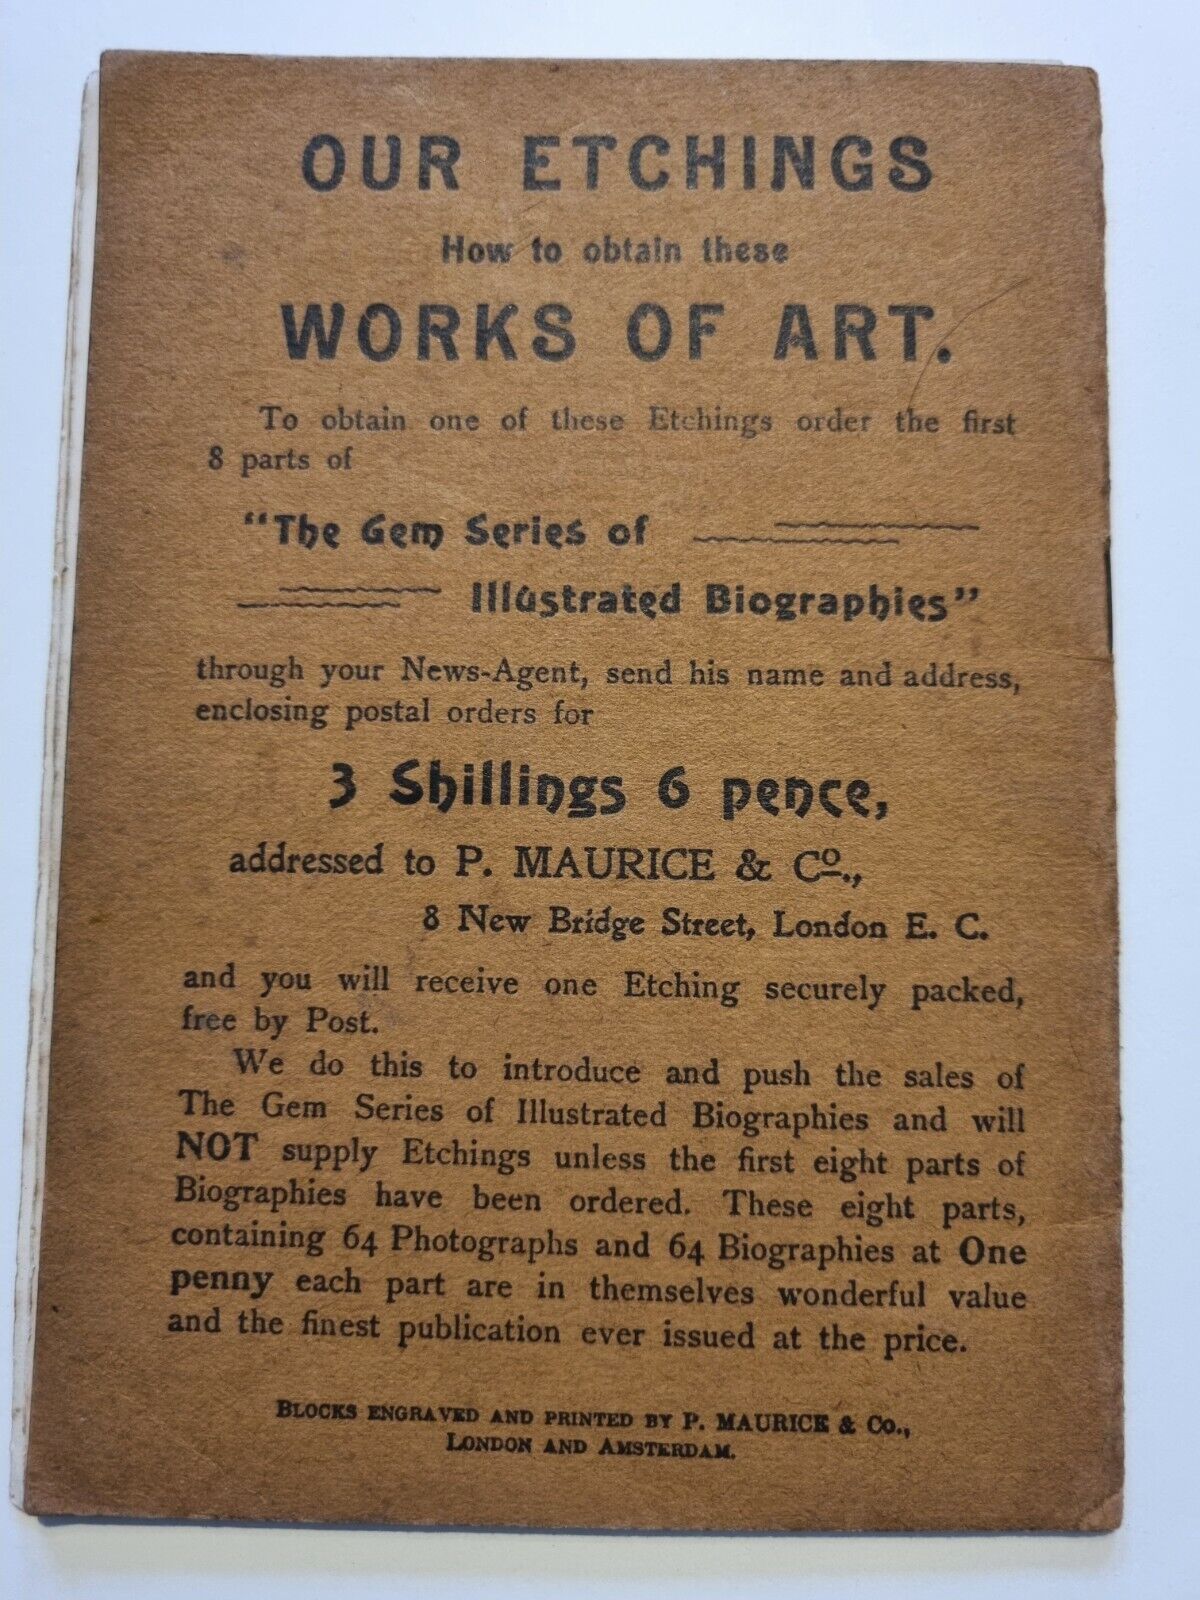 OUR ETCHINGS
How to obtain these
WORKS OF ART.
To obtain one of these Etchings order the first
8 parts of
"The Gem Series of
Illustrated Biographies"
through your News-Agent, send his name and address,
enclosing postal orders for
3 Shillings 6 pence,
addressed to P. MAURICE & Co.,
8 New Bridge Street, London E. C.
and you will receive one Etching securely packed,
free by Post.
We do this to introduce and push the sales of
The Gem Series of Illustrated Biographies and will
NOT supply Etchings unless the first eight parts of
Biographies have been ordered. These eight parts,
containing 64 Photographs and 64 Biographies at One
penny each part are in themselves wonderful value
and the finest publication ever issued at the price.
BLOCKS ENGRAVED AND PRINTED BY P. MAURICE & CO.,
LONDON AND AMSTERDAM.